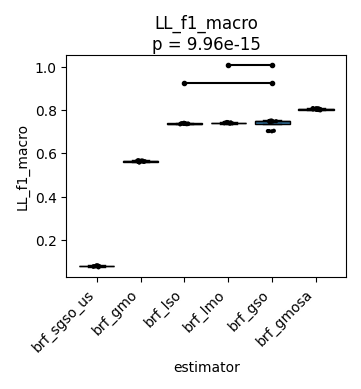 LL_f1_macro
p = 9.96e-15
LL_f1_macro
1.0
0.8
0.6
0.4
0.2
brf_sgso_us
brf_gmo
brf_lso
brf_lmo
brf_gso
brf_gmosa
estimator